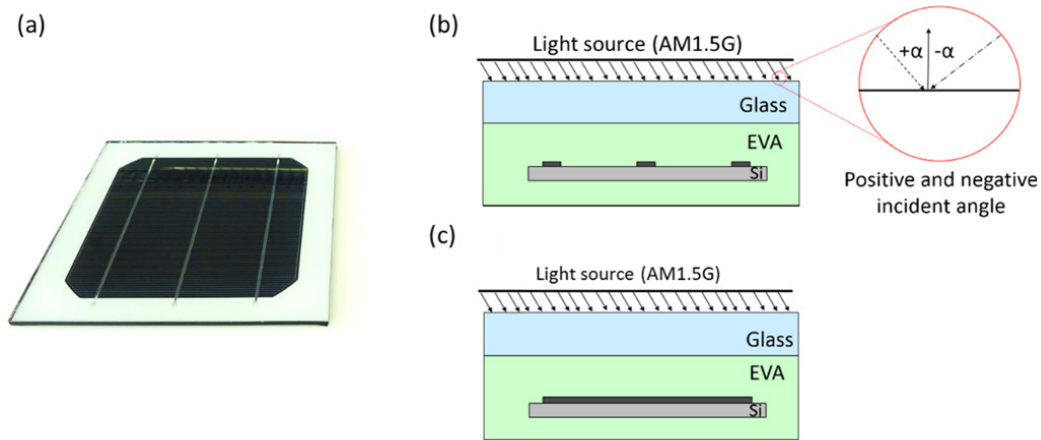 (a)
(b)
Light source (AM1.5G)
+α -α
Glass
EVA
Si
Positive and negative
incident angle
(c)
Light source (AM1.5G)
Glass
EVA
Si